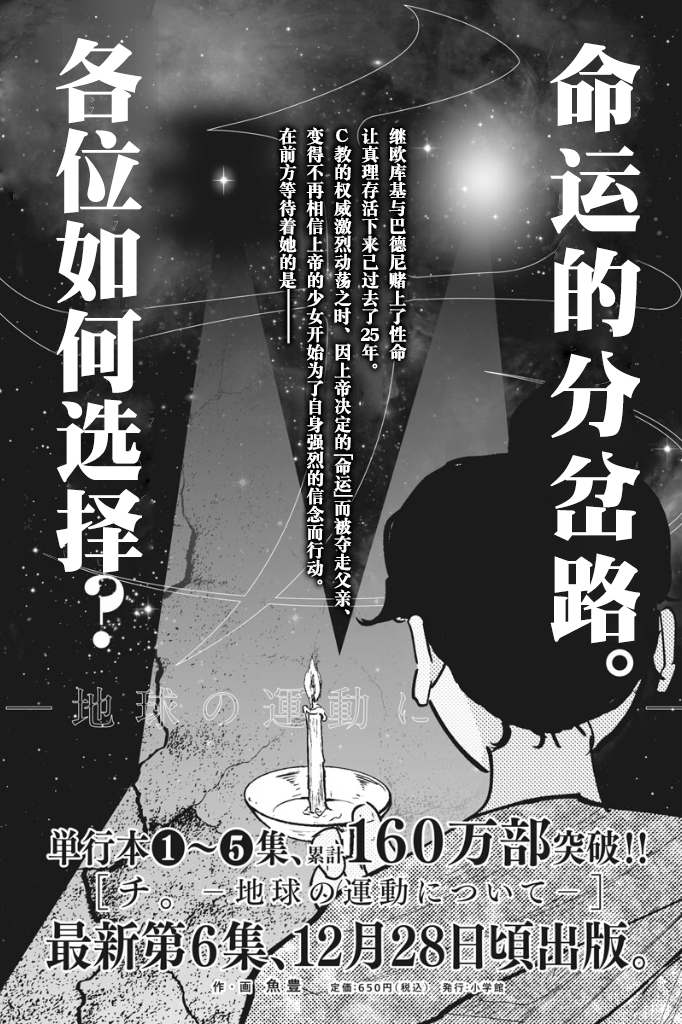 命运的分岔路。
继欧库基与巴德尼赌上了性命
让真理存活下来已过去了25年。
C教的权威激烈动荡之时、因上帝决定的「命运」而被夺走父亲、
变得不再相信上帝的少女开始为了自身强烈的信念而行动。
在前方等待着她的是——
各位如何选择？
—地球の運動に
単行本❶～❺集、累計160万部突破!!
［チ。－地球の運動について－］
最新第6集、12月28日頃出版。
作・画 魚豊 定価:650円(税込) 発行:小学館